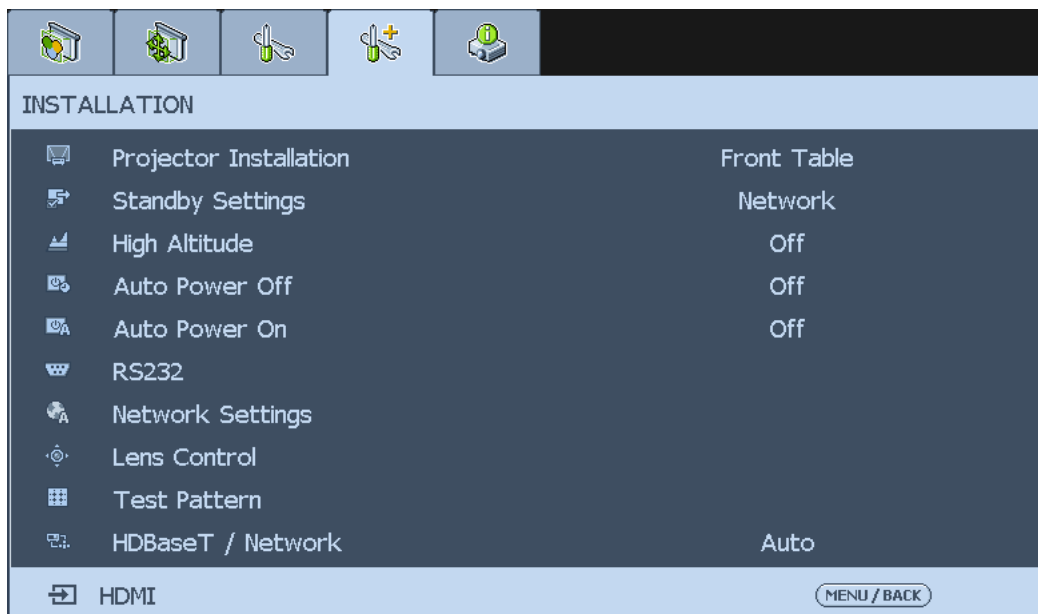 INSTALLATION
Projector Installation Front Table
Standby Settings Network
High Altitude Off
Auto Power Off Off
Auto Power On Off
RS232
Network Settings
Lens Control
Test Pattern
HDBaseT / Network Auto
HDMI MENU / BACK